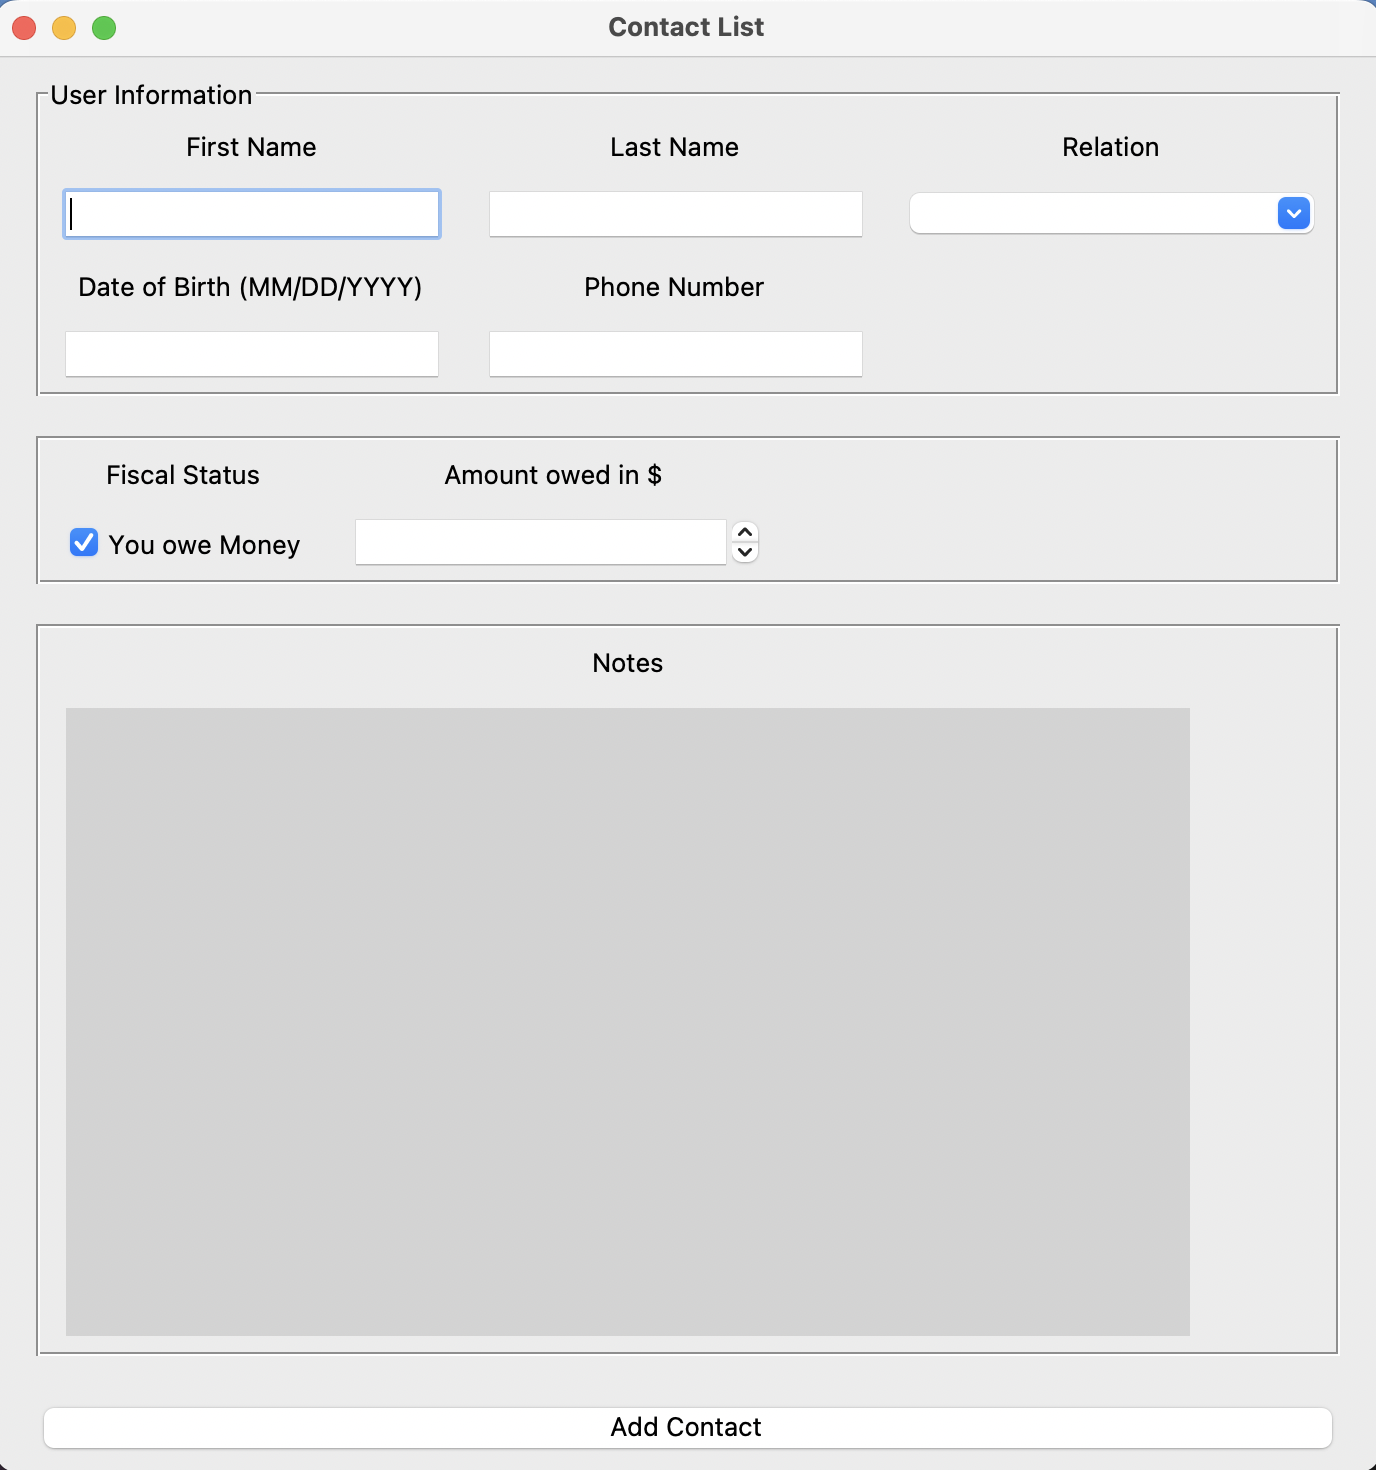 Contact List
User Information
First Name
Last Name
Relation
Date of Birth (MM/DD/YYYY)
Phone Number
Fiscal Status
Amount owed in $
You owe Money
Notes
Add Contact